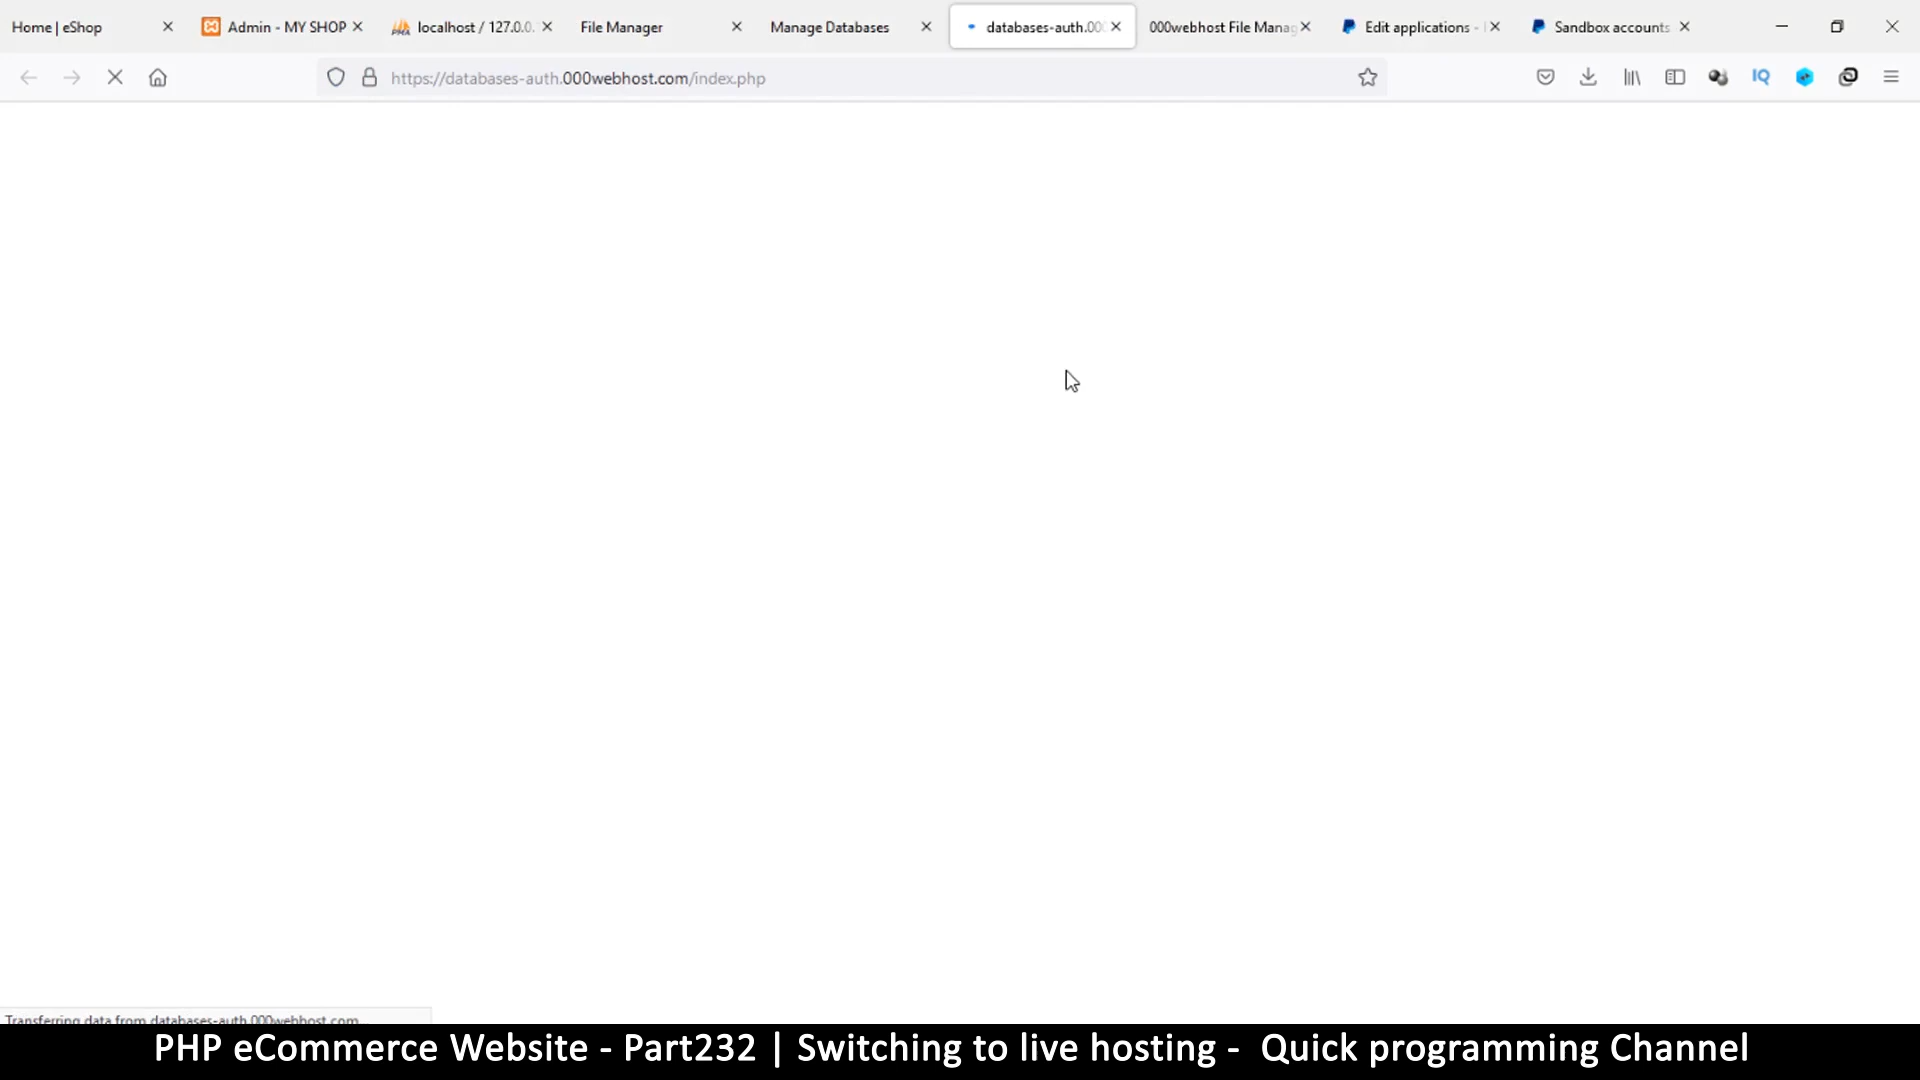 Home | eShop
Admin - MY SHOP
PMA localhost / 127.0.0.
File Manager
Manage Databases
databases-auth.00
000webhost File Manag
Edit applications -
Sandbox accounts
https://databases-auth.000webhost.com/index.php
IQ
Transferring data from databases-auth.000webhost.com...
PHP eCommerce Website - Part232 | Switching to live hosting - Quick programming Channel